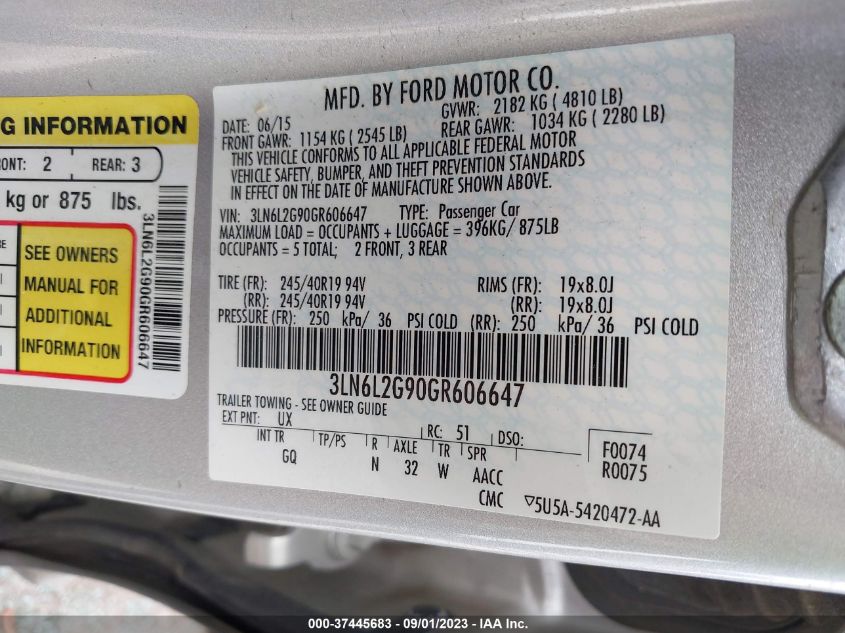 G INFORMATION
ONT: 2 REAR: 3
kg or 875 lbs.
SEE OWNERS
MANUAL FOR
ADDITIONAL
INFORMATION
3LN6L2G90GR606647
MFD. BY FORD MOTOR CO.
DATE: 06/15 GVWR: 2182 KG ( 4810 LB)
FRONT GAWR: 1154 KG ( 2545 LB) REAR GAWR: 1034 KG ( 2280 LB)
THIS VEHICLE CONFORMS TO ALL APPLICABLE FEDERAL MOTOR
VEHICLE SAFETY, BUMPER, AND THEFT PREVENTION STANDARDS
IN EFFECT ON THE DATE OF MANUFACTURE SHOWN ABOVE.
VIN: 3LN6L2G90GR606647 TYPE: Passenger Car
MAXIMUM LOAD = OCCUPANTS + LUGGAGE = 396KG/ 875LB
OCCUPANTS = 5 TOTAL; 2 FRONT, 3 REAR
TIRE (FR): 245/40R19 94V RIMS (FR): 19x8.0J
(RR): 245/40R19 94V (RR): 19x8.0J
PRESSURE (FR): 250 kPa/ 36 PSI COLD (RR): 250 kPa/ 36 PSI COLD
3LN6L2G90GR606647
TRAILER TOWING - SEE OWNER GUIDE
EXT PNT: UX RC: 51 DSO: F0074
INT TR TP/PS R AXLE TR SPR R0075
GQ N 32 W AACC
CMC ▽5U5A-5420472-AA
000-37445683 - 09/01/2023 - IAA Inc.